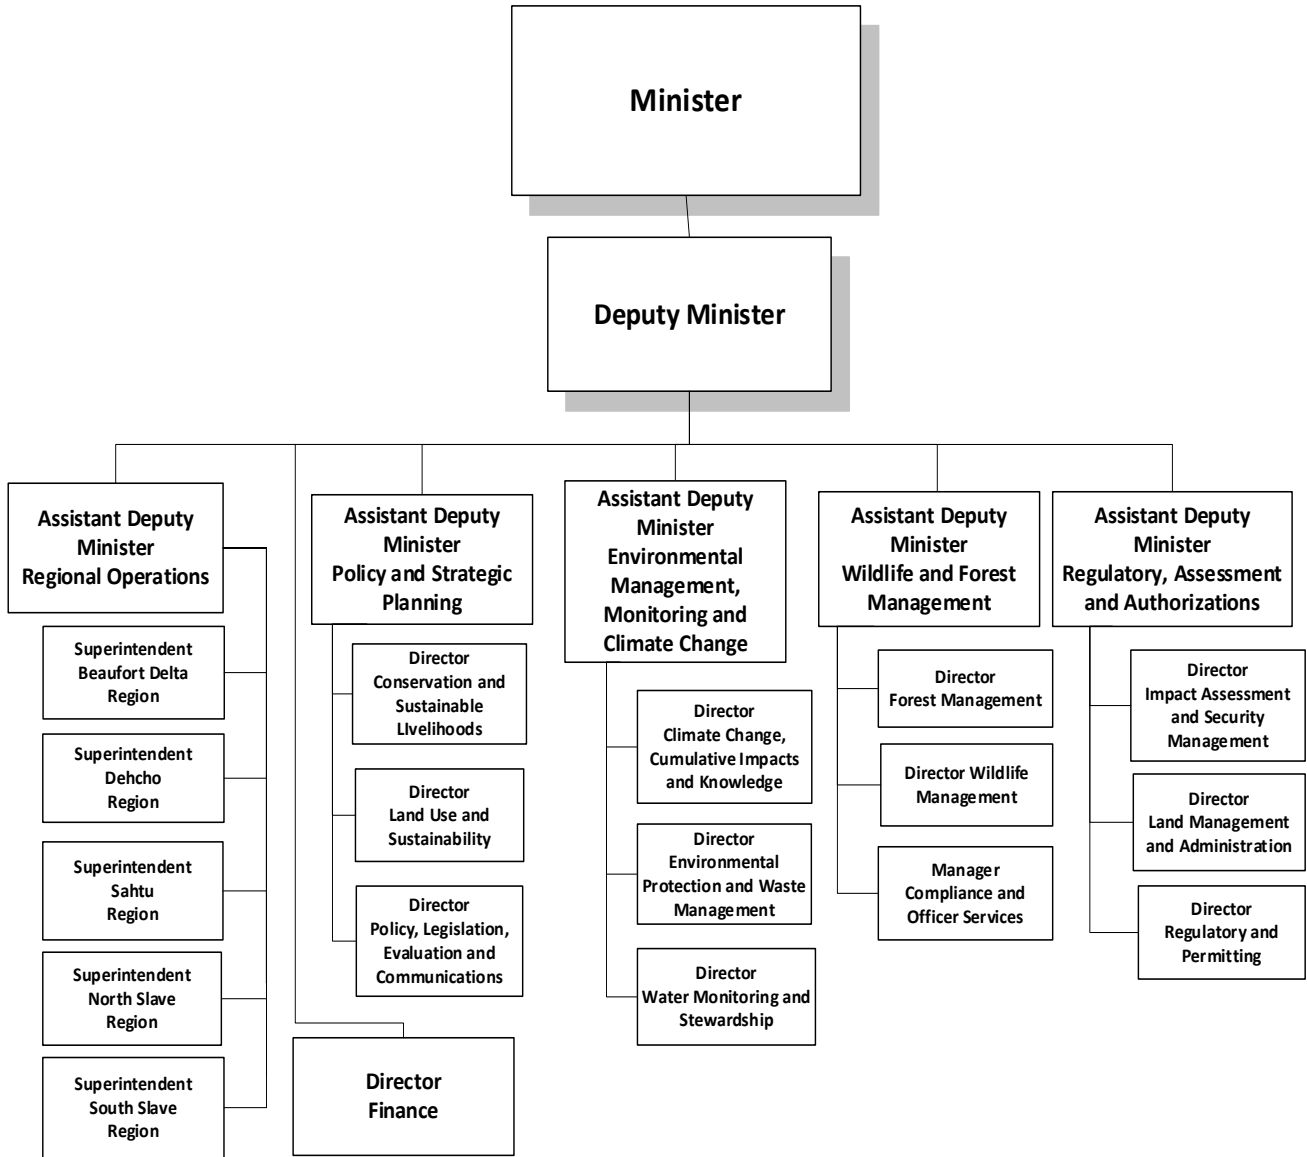 Minister
Deputy Minister
Assistant Deputy
Minister
Regional Operations
Superintendent
Beaufort Delta
Region
Superintendent
Dehcho
Region
Superintendent
Sahtu
Region
Superintendent
North Slave
Region
Superintendent
South Slave
Region
Director
Finance
Assistant Deputy
Minister
Policy and Strategic
Planning
Director
Conservation and
Sustainable
LIvelihoods
Director
Land Use and
Sustainability
Director
Policy, Legislation,
Evaluation and
Communications
Assistant Deputy
Minister
Environmental
Management,
Monitoring and
Climate Change
Director
Climate Change,
Cumulative Impacts
and Knowledge
Director
Environmental
Protection and Waste
Management
Director
Water Monitoring and
Stewardship
Assistant Deputy
Minister
Wildlife and Forest
Management
Director
Forest Management
Director Wildlife
Management
Manager
Compliance and
Officer Services
Assistant Deputy
Minister
Regulatory, Assessment
and Authorizations
Director
Impact Assessment
and Security
Management
Director
Land Management
and Administration
Director
Regulatory and
Permitting